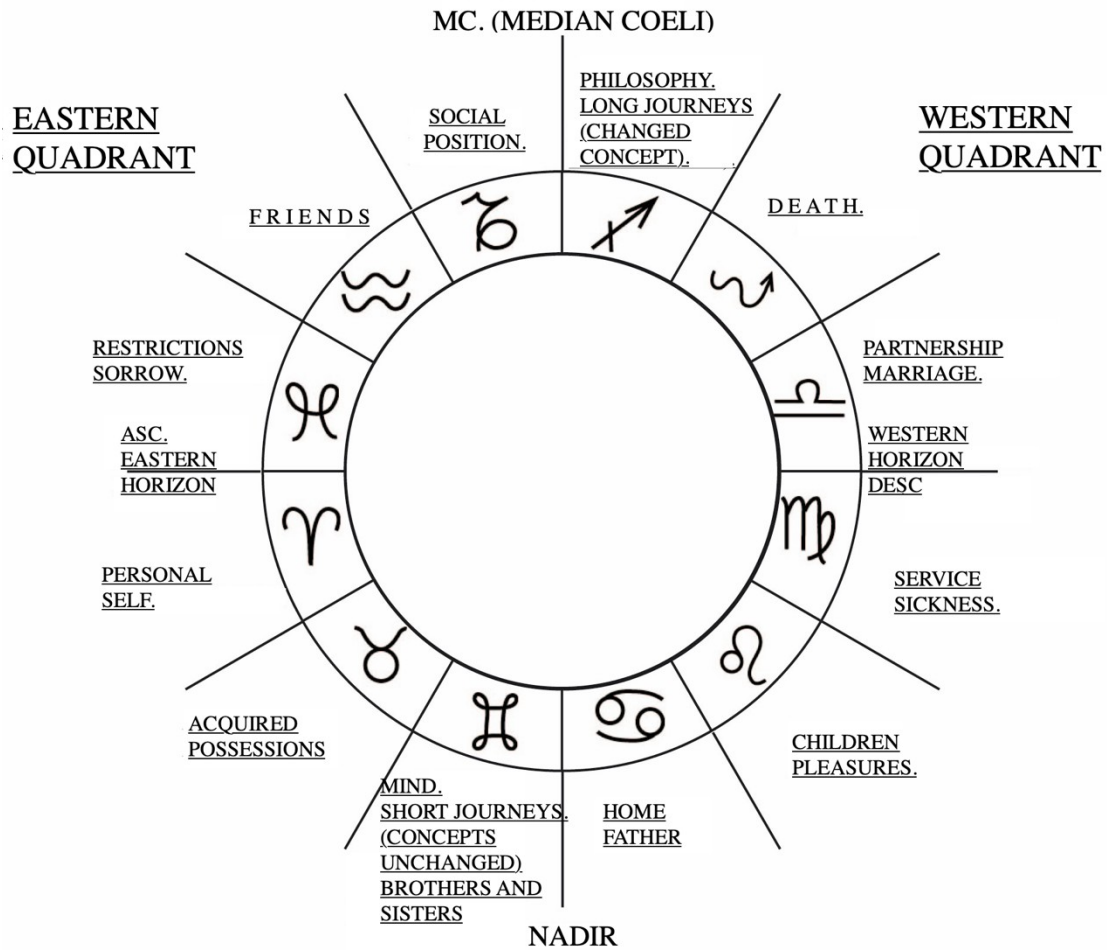 MC. (MEDIAN COELI)
EASTERN
QUADRANT
SOCIAL
POSITION.
PHILOSOPHY.
LONG JOURNEYS
(CHANGED
CONCEPT).
WESTERN
QUADRANT
FRIENDS
DEATH.
RESTRICTIONS
SORROW.
PARTNERSHIP
MARRIAGE.
ASC.
EASTERN
HORIZON
WESTERN
HORIZON
DESC
PERSONAL
SELF.
SERVICE
SICKNESS.
ACQUIRED
POSSESSIONS
CHILDREN
PLEASURES.
MIND.
SHORT JOURNEYS.
(CONCEPTS
UNCHANGED)
BROTHERS AND
SISTERS
HOME
FATHER
NADIR